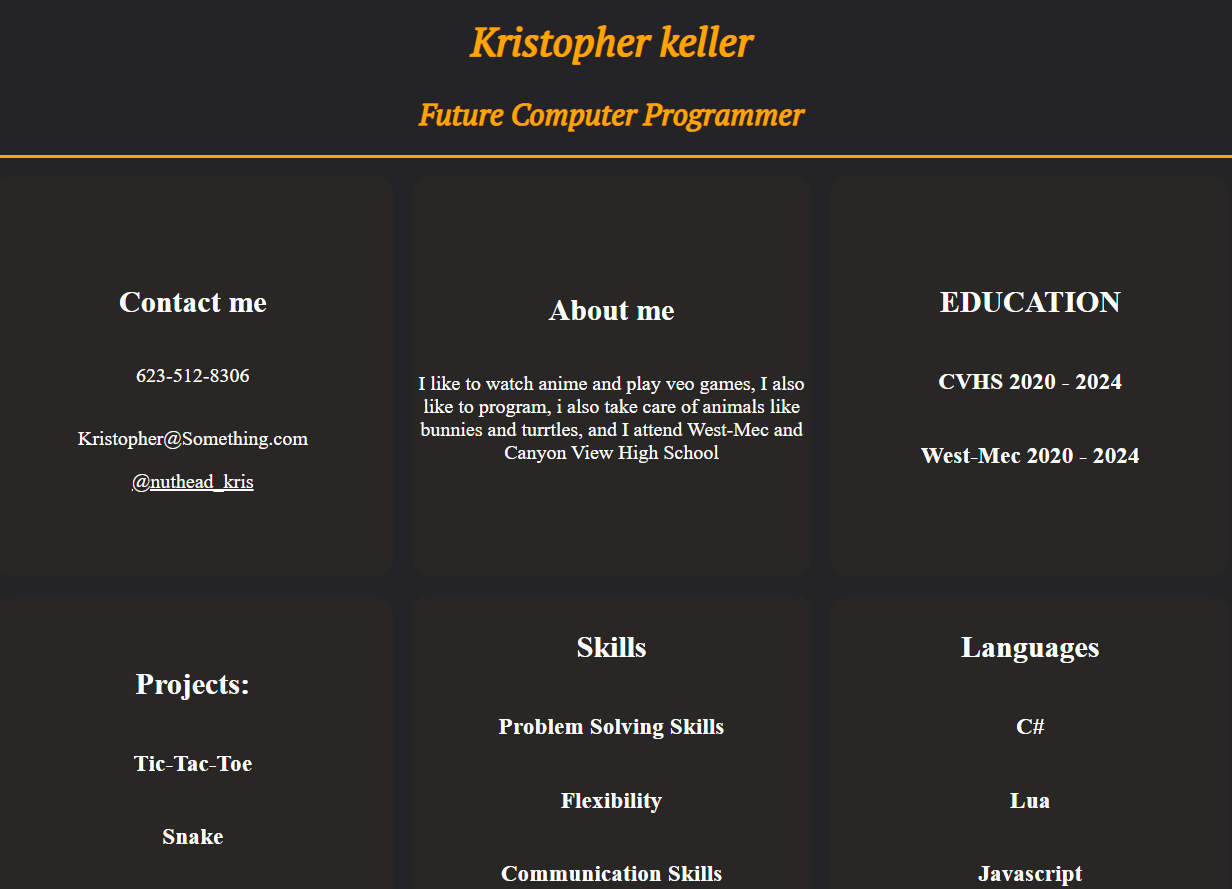 Kristopher keller
Future Computer Programmer
Contact me
623-512-8306
Kristopher@Something.com
@nuthead_kris
About me
I like to watch anime and play veo games, I also
like to program, i also take care of animals like
bunnies and turrtles, and I attend West-Mec and
Canyon View High School
EDUCATION
CVHS 2020 - 2024
West-Mec 2020 - 2024
Projects:
Tic-Tac-Toe
Snake
Skills
Problem Solving Skills
Flexibility
Communication Skills
Languages
C#
Lua
Javascript